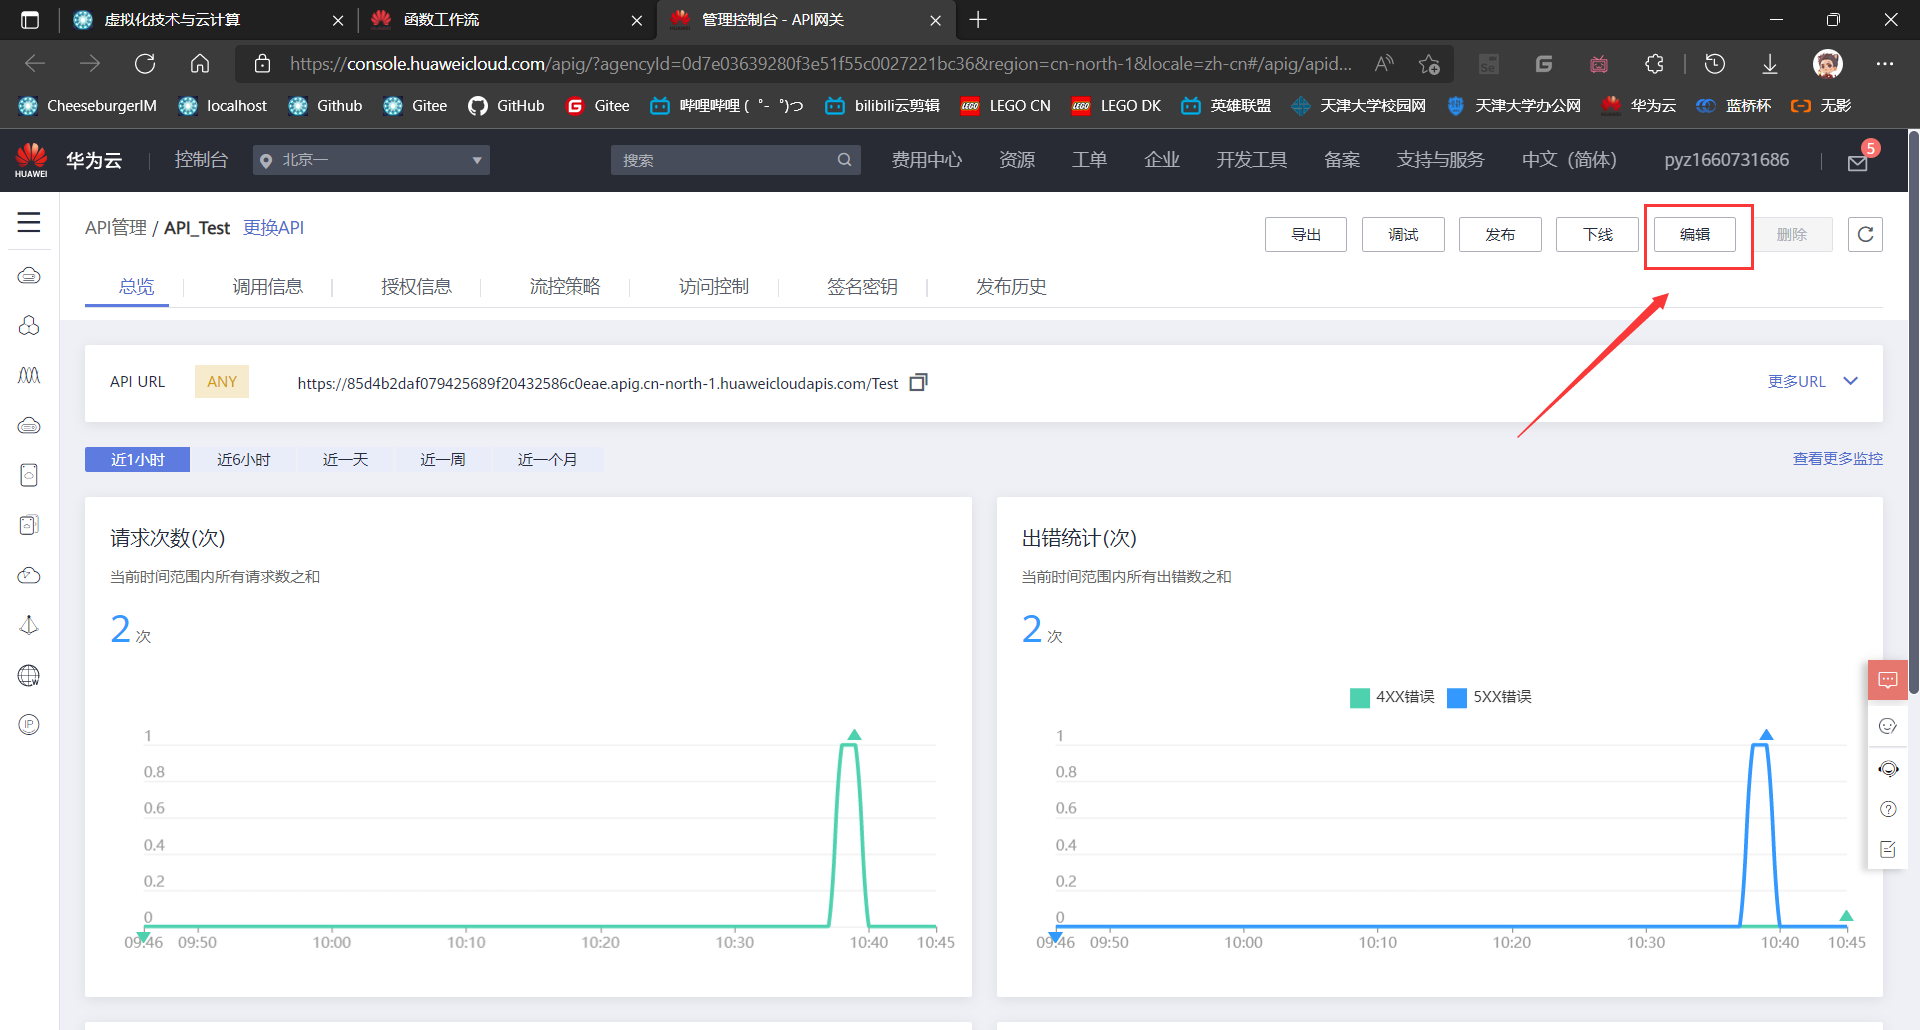 虚拟化技术与云计算
函数工作流
管理控制台 - API网关
https://console.huaweicloud.com/apig/?agencyId=0d7e03639280f3e51f55c0027221bc36&region=cn-north-1&locale=zh-cn#/apig/apid...
CheeseburgerIM
localhost
Github
Gitee
GitHub
Gitee
哔哩哔哩 (゜-゜)つ
bilibili云剪辑
LEGO CN
LEGO DK
英雄联盟
天津大学校园网
天津大学办公网
华为云
蓝桥杯
无影
HUAWEI
华为云
控制台
北京一
搜索
费用中心
资源
工单
企业
开发工具
备案
支持与服务
中文 (简体)
pyz1660731686
5
API管理 / API_Test 更换API
导出
调试
发布
下线
编辑
删除
总览
调用信息
授权信息
流控策略
访问控制
签名密钥
发布历史
API URL
ANY
https://85d4b2daf079425689f20432586c0eae.apig.cn-north-1.huaweicloudapis.com/Test
更多URL
近1小时
近6小时
近一天
近一周
近一个月
查看更多监控
请求次数(次)
当前时间范围内所有请求数之和
2 次
1
0.8
0.6
0.4
0.2
0
09:46 09:50 10:00 10:10 10:20 10:30 10:40 10:45
出错统计(次)
当前时间范围内所有出错数之和
2 次
4XX错误 5XX错误
1
0.8
0.6
0.4
0.2
0
09:46 09:50 10:00 10:10 10:20 10:30 10:40 10:45
IP